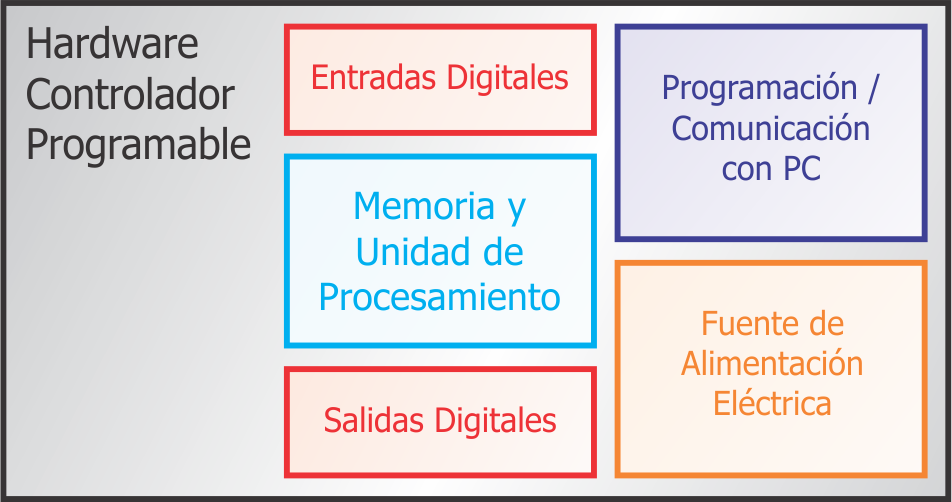 Hardware
Controlador
Programable
Entradas Digitales
Memoria y
Unidad de
Procesamiento
Salidas Digitales
Programación /
Comunicación
con PC
Fuente de
Alimentación
Eléctrica